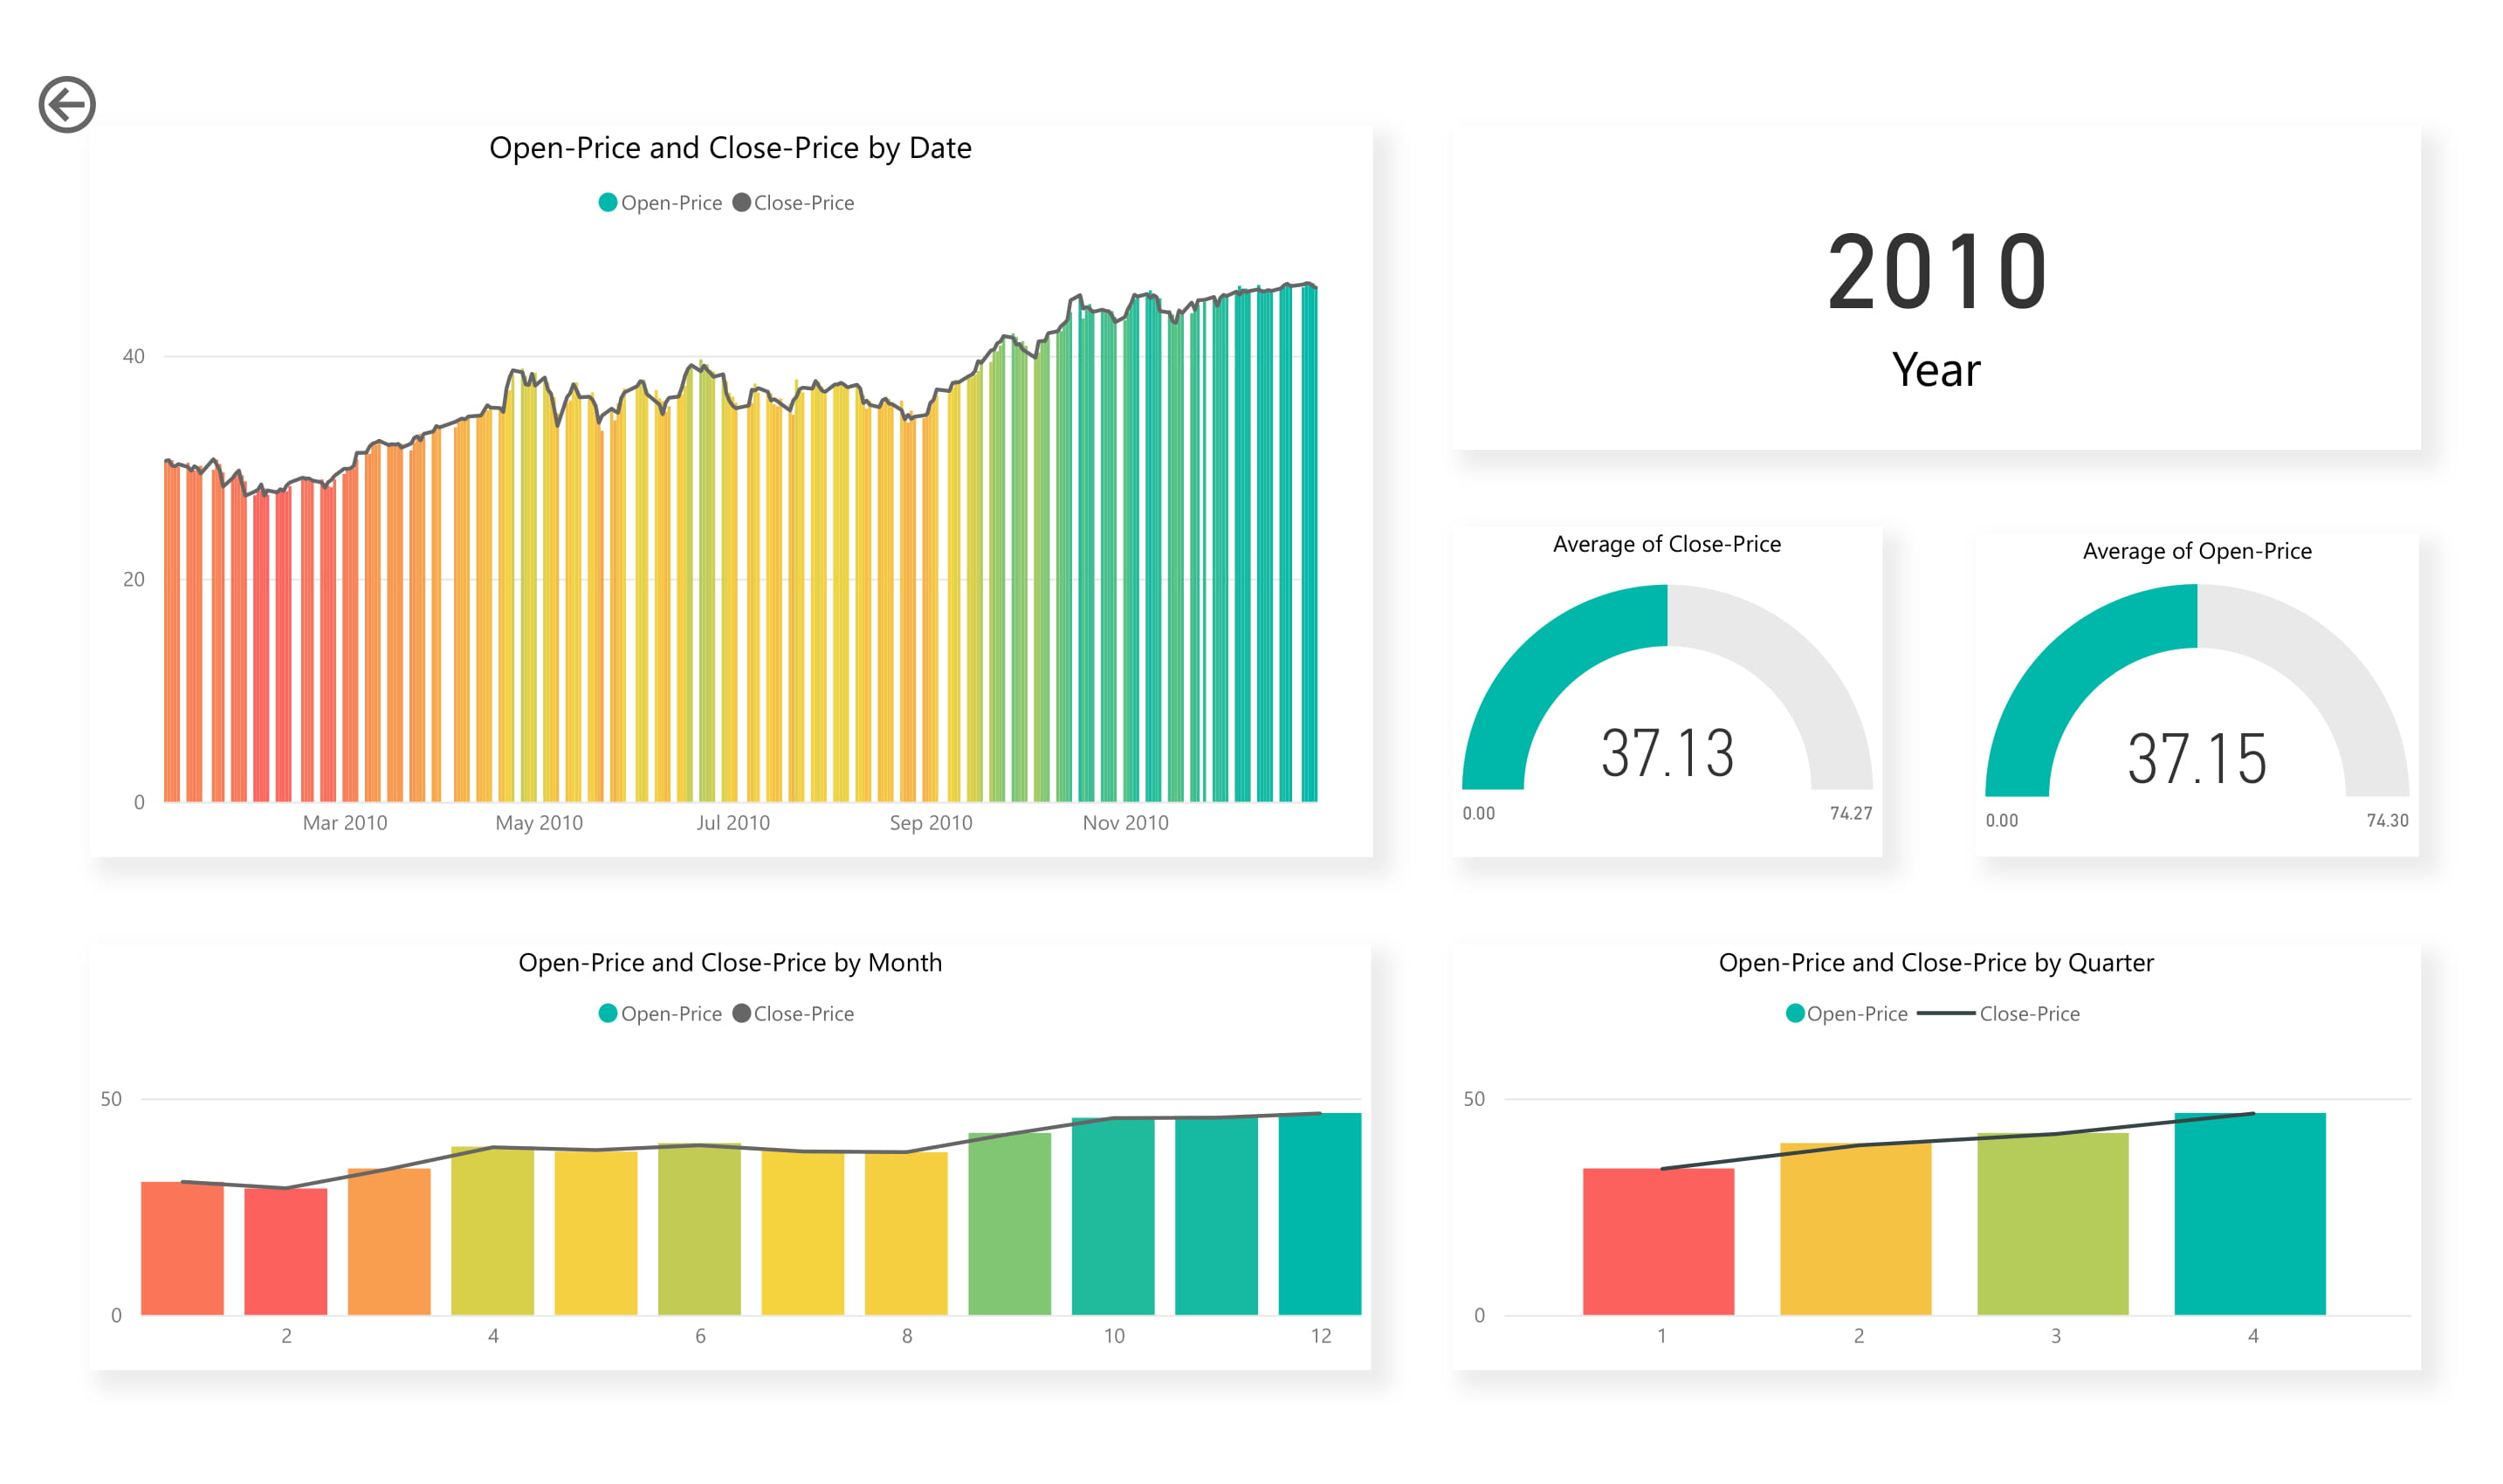 Open-Price and Close-Price by Date
Open-Price Close-Price
40
20
0
Mar 2010 May 2010 Jul 2010 Sep 2010 Nov 2010
2010
Year
Average of Close-Price
37.13
0.00 74.27
Average of Open-Price
37.15
0.00 74.30
Open-Price and Close-Price by Month
Open-Price Close-Price
50
0
2 4 6 8 10 12
Open-Price and Close-Price by Quarter
Open-Price Close-Price
50
0
1 2 3 4